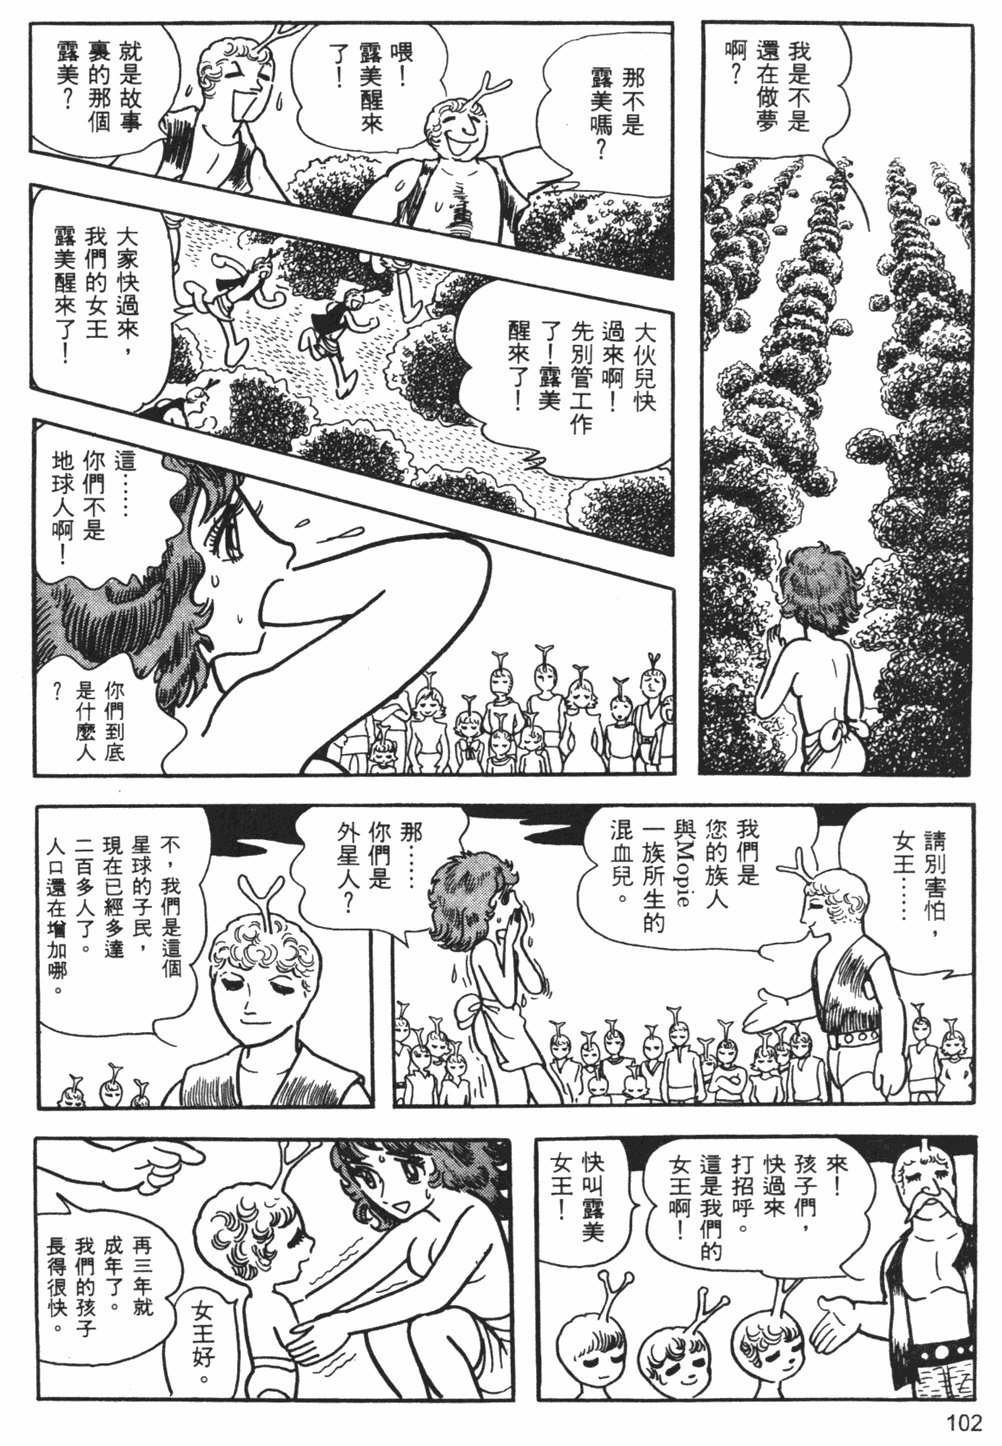 我是不是
還在做夢
啊？
那不是
露美嗎？
喂！
露美醒來
了！
就是故事
裏的那個
露美？
大伙兒快
過來啊！
先別管工作
了！露美
醒來了！
大家快過來，
我們的女王
露美醒來了！
這……
你們不是
地球人啊！
你們到底
是什麼人
？
請別害怕，
女王……
我們是
您的族人
與Mopie
一族所生的
混血兒。
那……
你們是
外星人？
不，我們是這個
星球的子民，
現在已經多達
二百多人了。
人口還在增加哪。
來！
孩子們，
快過來
打招呼。
這是我們的
女王啊！
快叫露美
女王！
女王好。
再三年就
成年了。
我們的孩子
長得很快。
102